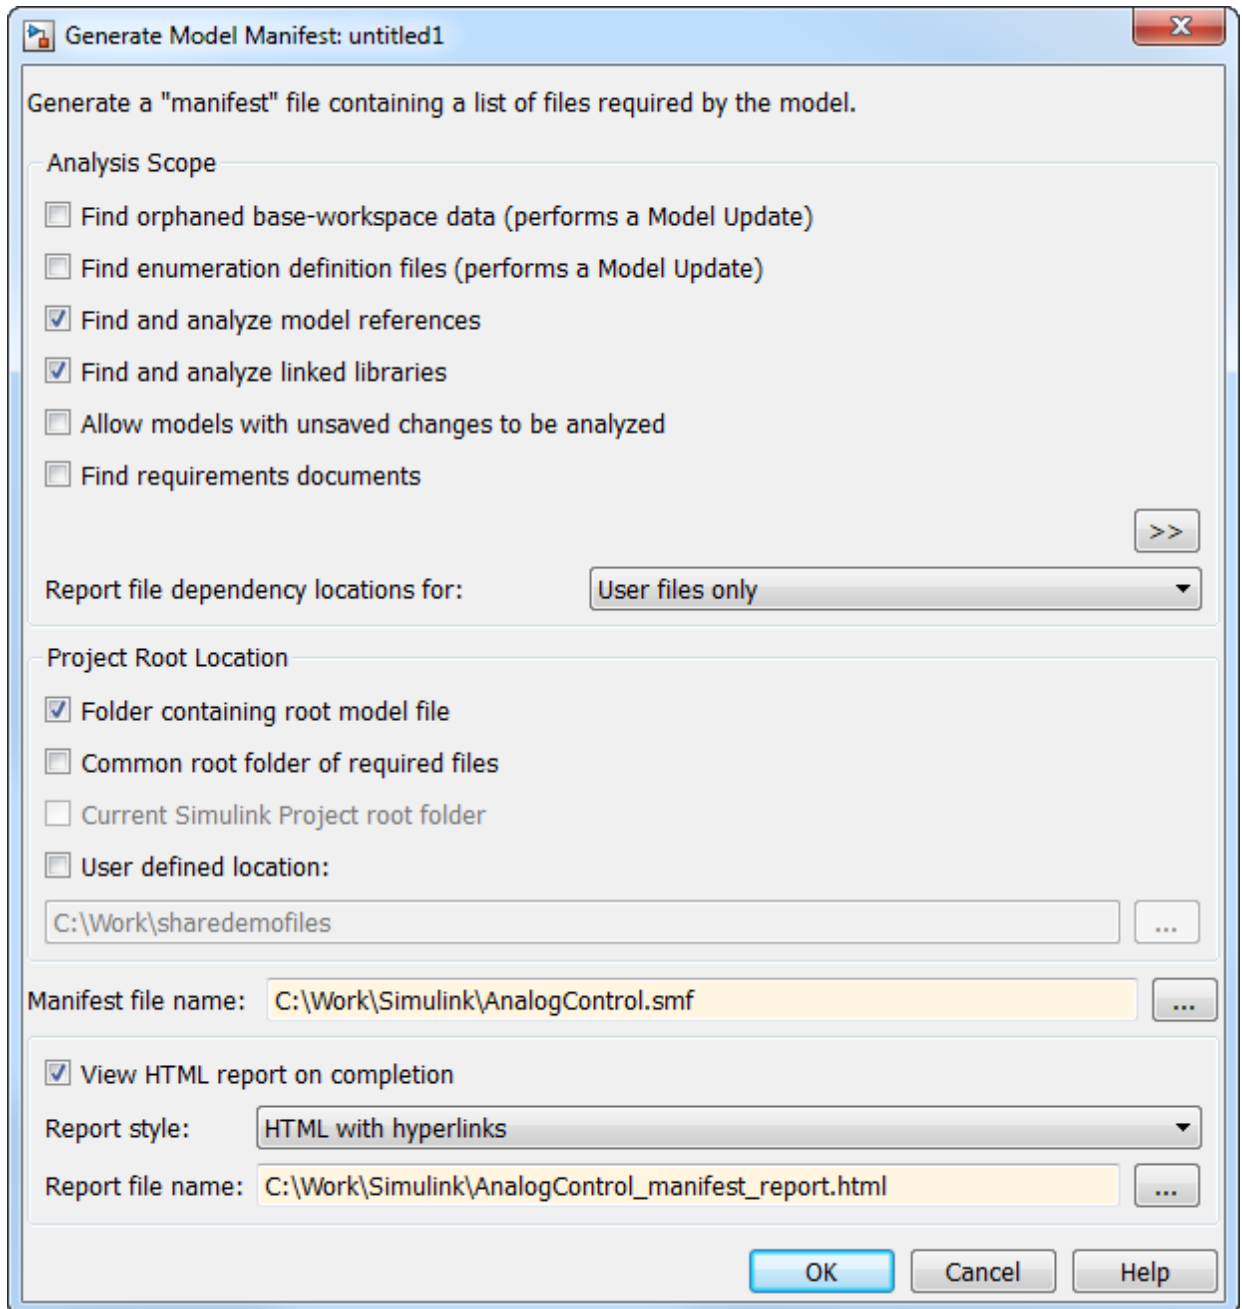 Generate Model Manifest: untitled1
Generate a "manifest" file containing a list of files required by the model.
Analysis Scope
Find orphaned base-workspace data (performs a Model Update)
Find enumeration definition files (performs a Model Update)
Find and analyze model references
Find and analyze linked libraries
Allow models with unsaved changes to be analyzed
Find requirements documents
>>
Report file dependency locations for: User files only
Project Root Location
Folder containing root model file
Common root folder of required files
Current Simulink Project root folder
User defined location:
C:\Work\sharedemofiles ...
Manifest file name: C:\Work\Simulink\AnalogControl.smf ...
View HTML report on completion
Report style: HTML with hyperlinks
Report file name: C:\Work\Simulink\AnalogControl_manifest_report.html ...
OK Cancel Help